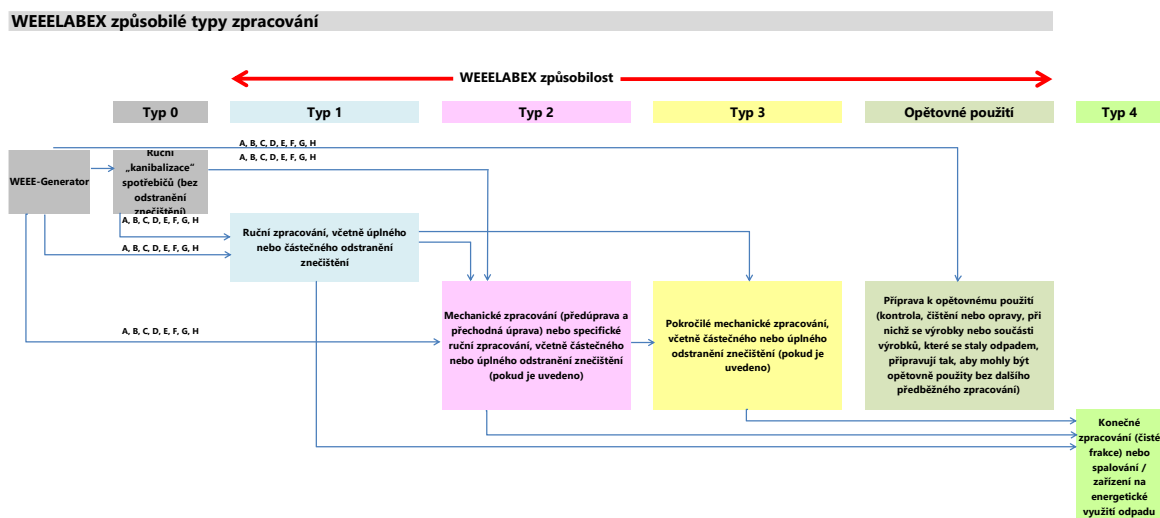 WEEELABEX způsobilé typy zpracování
WEEELABEX způsobilost
Typ 0
Typ 1
Typ 2
Typ 3
Opětovné použití
Typ 4
A, B, C, D, E, F, G, H
A, B, C, D, E, F, G, H
WEEE-Generator
Ruční
„kanibalizace“
spotřebičů (bez
odstranění
znečištění)
A, B, C, D, E, F, G, H
A, B, C, D, E, F, G, H
Ruční zpracování, včetně úplného
nebo částečného odstranění
znečištění
A, B, C, D, E, F, G, H
Mechanické zpracování (předúprava a
přechodná úprava) nebo specifické
ruční zpracování, včetně částečného
nebo úplného odstranění znečištění
(pokud je uvedeno)
Pokročilé mechanické zpracování,
včetně částečného nebo úplného
odstranění znečištění (pokud je
uvedeno)
Příprava k opětovnému použití
(kontrola, čištění nebo opravy, při
nichž se výrobky nebo součásti
výrobků, které se staly odpadem,
připravují tak, aby mohly být
opětovně použity bez dalšího
předběžného zpracování)
Konečné
zpracování (čisté
frakce) nebo
spalování /
zařízení na
energetické
využití odpadu